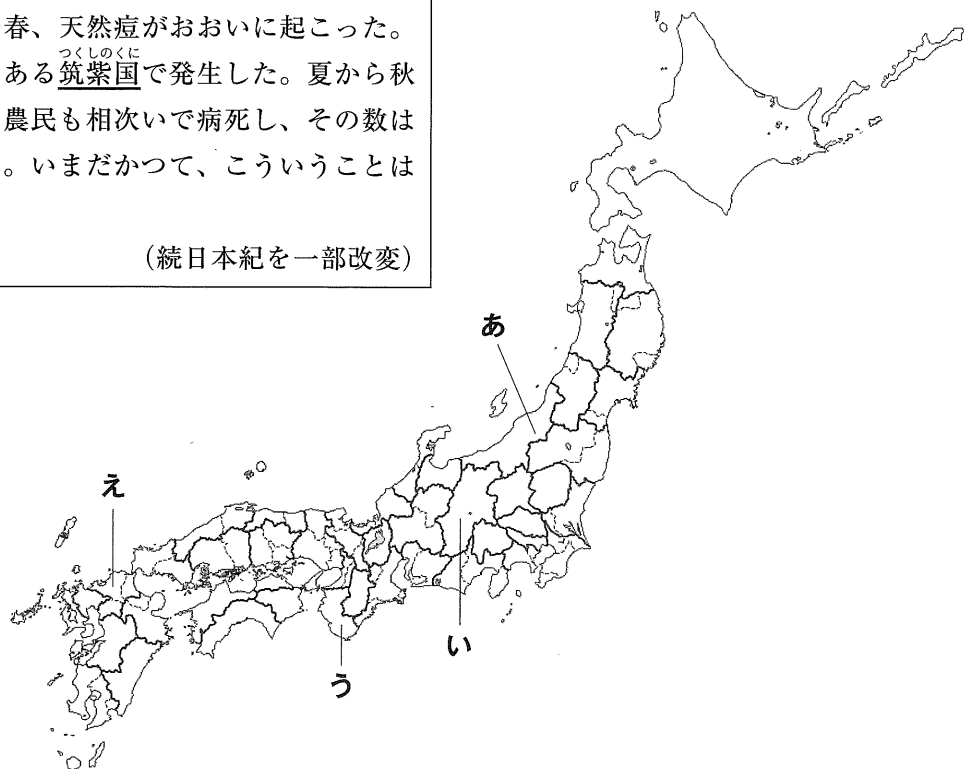 春、天然痘がおおいに起こった。
つくしのくに
ある筑紫国で発生した。夏から秋
農民も相次いで病死し、その数は
。いまだかつて、こういうことは
(続日本紀を一部改変)
あ
え
い
う